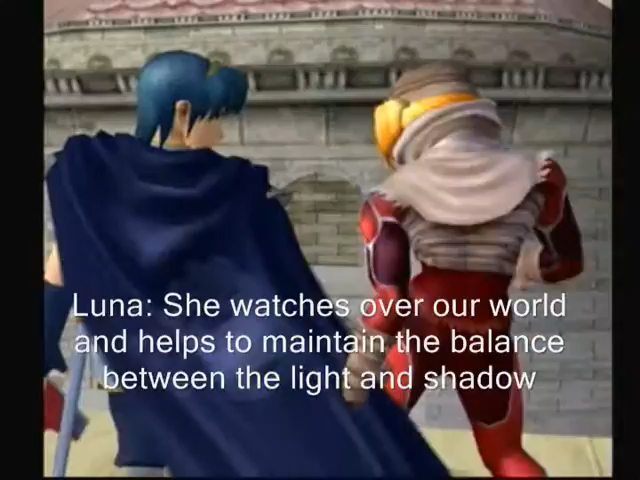 Luna: She watches over our world
and helps to maintain the balance
between the light and shadow